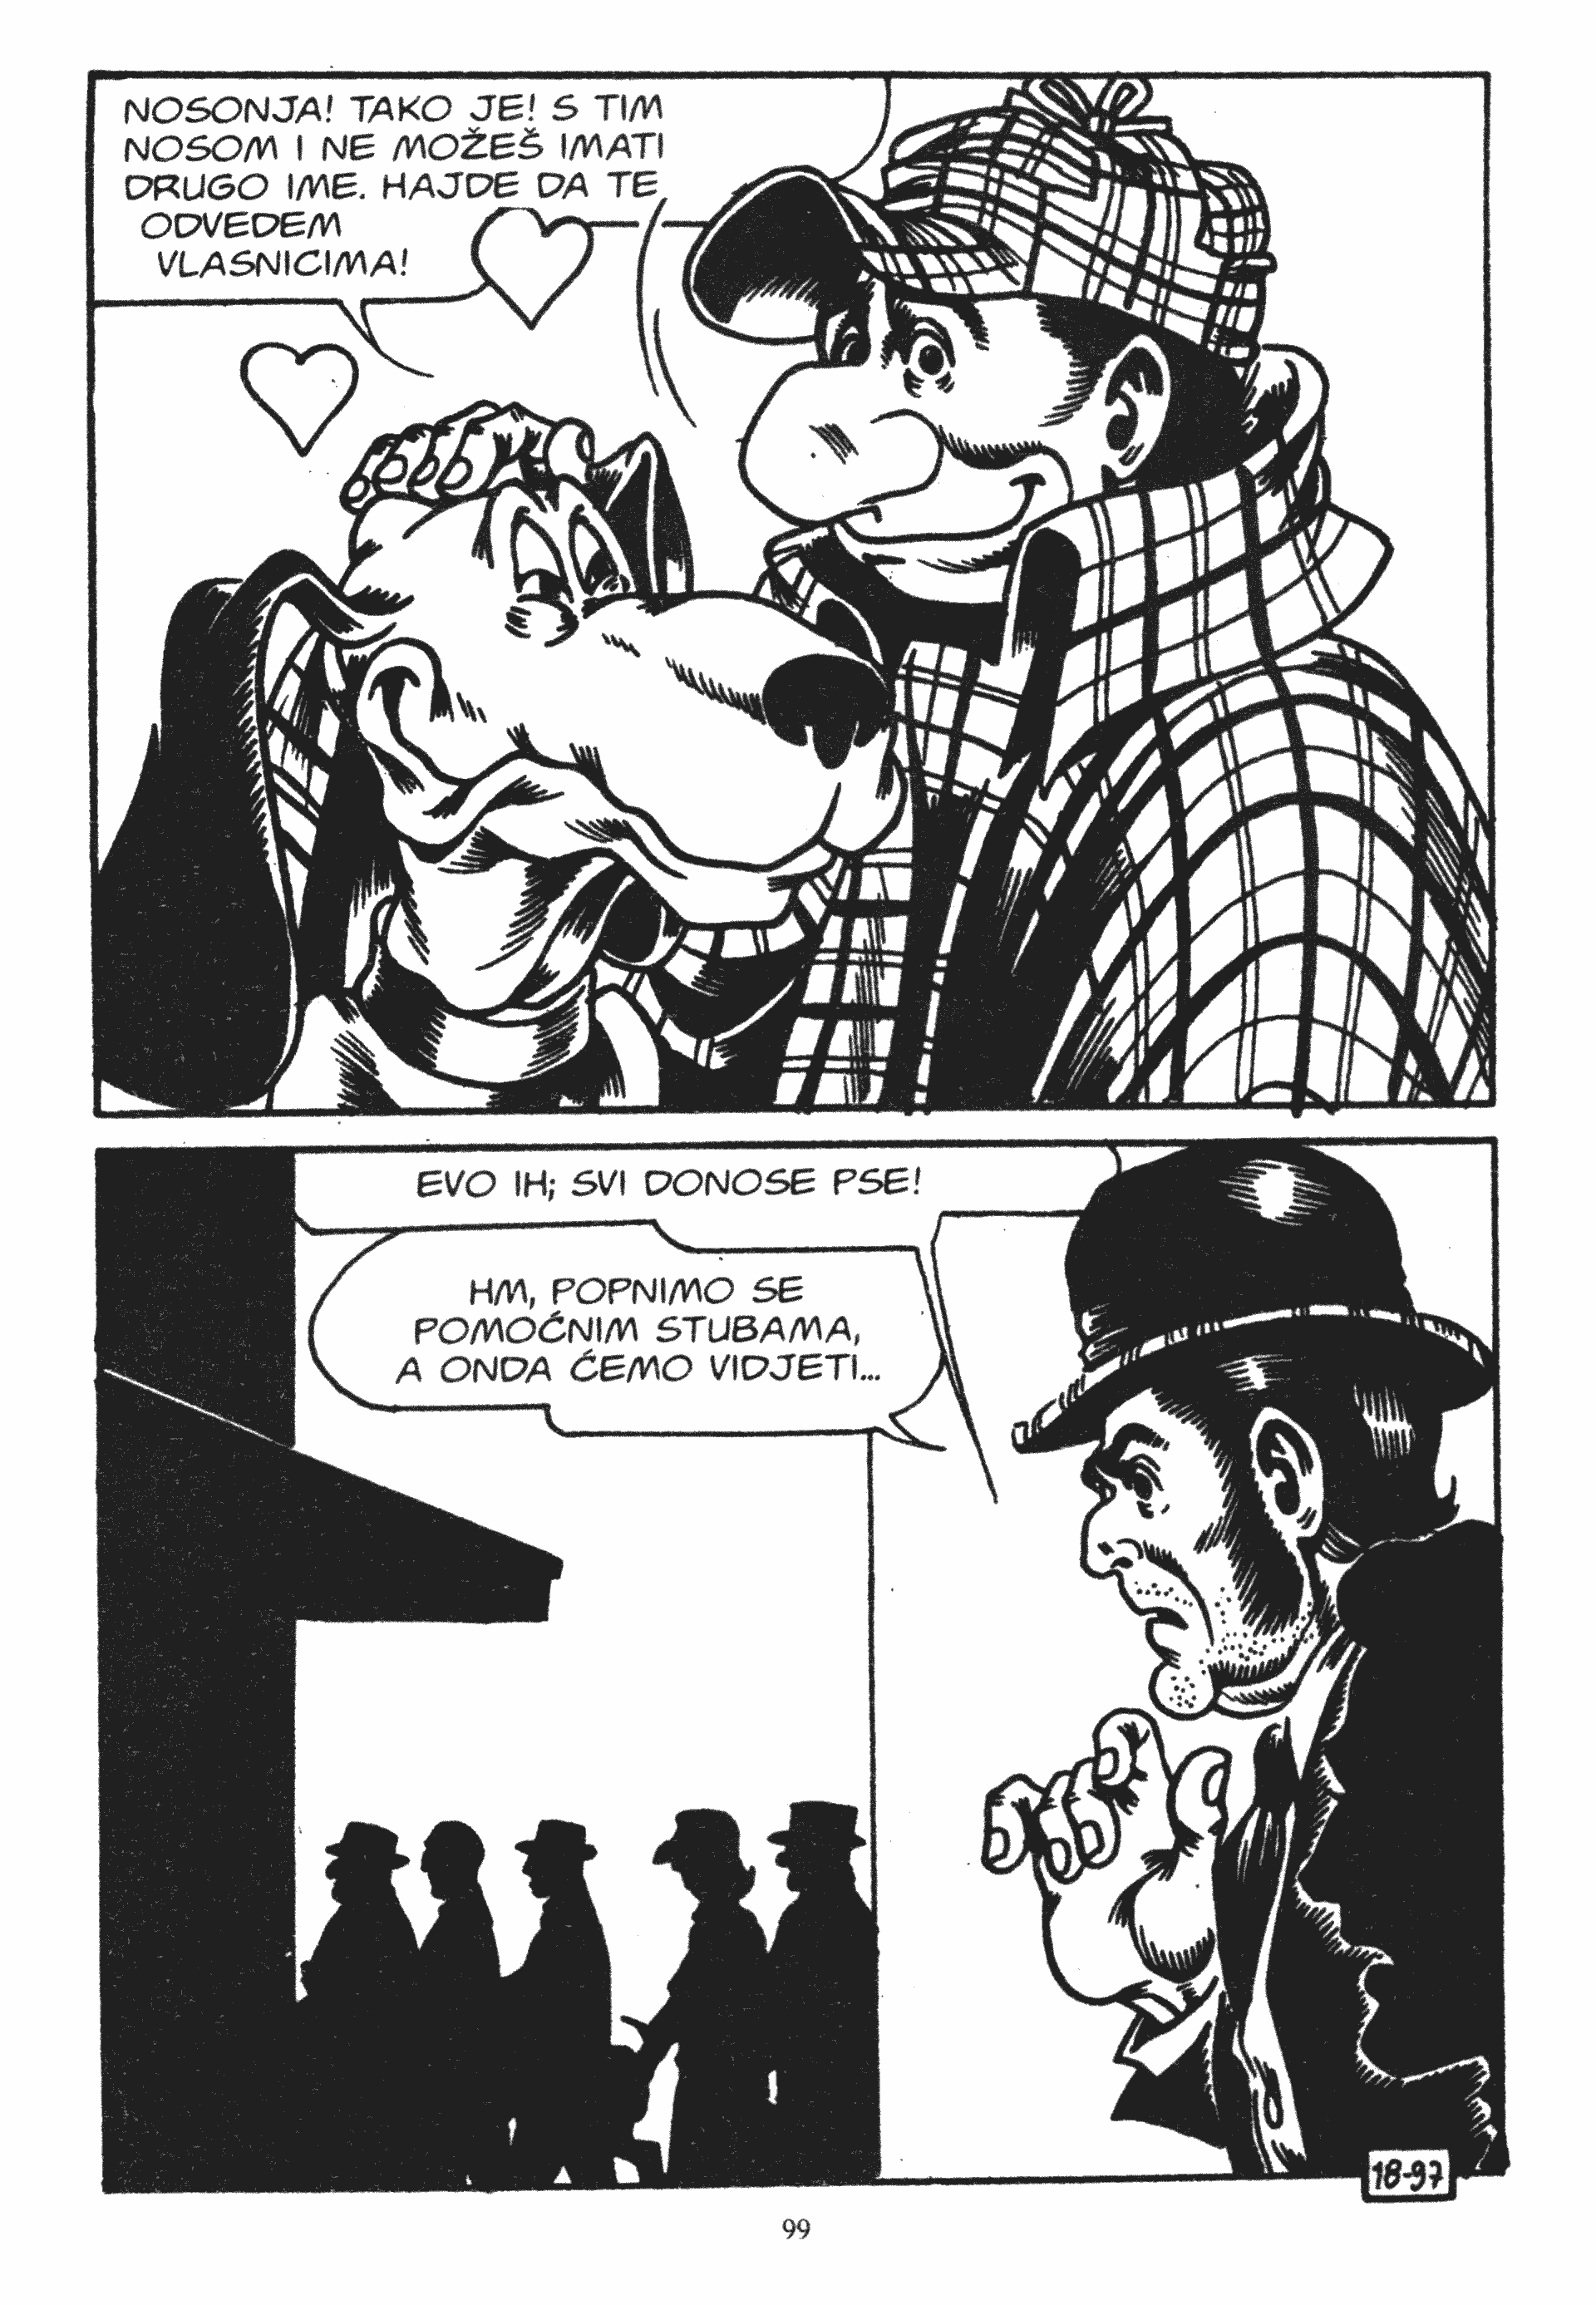 NOSONJA! TAKO JE! S TIM
NOSOM I NE MOŽEŠ IMATI
DRUGO IME. HAJDE DA TE
ODVEDEM
VLASNICIMA!
EVO IH; SVI DONOSE PSE!
HM, POPNIMO SE
POMOĆNIM STUBAMA,
A ONDA ĆEMO VIDJETI...
18-97
99